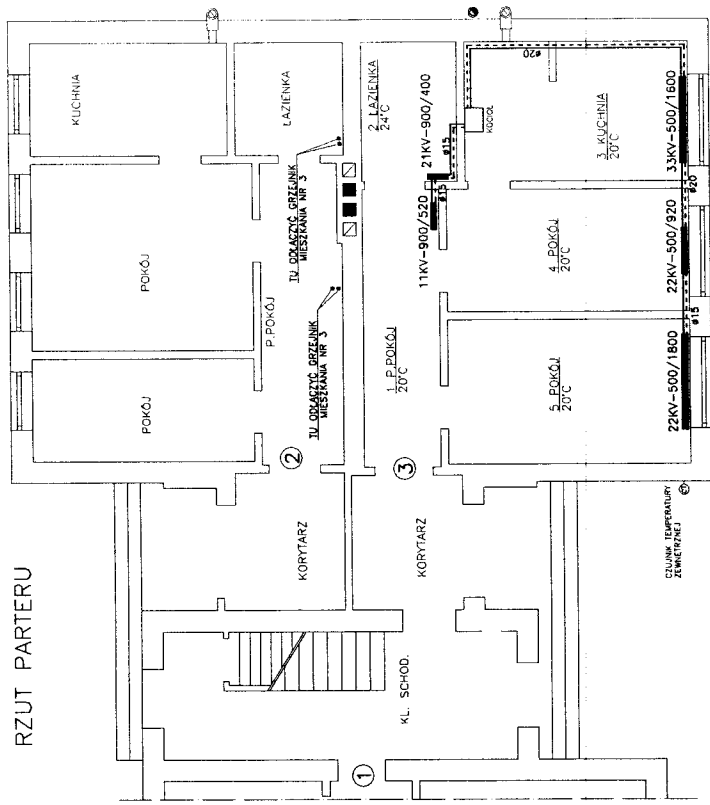 RZUT PARTERU
KUCHNIA
ŁAZIENKA
2 ŁAZIENKA
24°C
21KV-900/400
ø15
KOCIOŁ
ø20
3 KUCHNIA
20°C
33KV-500/1600
TU ODŁĄCZYĆ GRZEJNIK
MIESZKANIA NR 3
11KV-900/520
ø15
ø20
POKÓJ
P.POKÓJ
4 POKÓJ
20°C
22KV-500/920
TU ODŁĄCZYĆ GRZEJNIK
MIESZKANIA NR 3
1 P.POKÓJ
20°C
ø15
POKÓJ
5 POKÓJ
20°C
22KV-500/1800
2
3
KORYTARZ
KORYTARZ
CZUJNIK TEMPERATURY
ZEWNĘTRZNEJ
KL. SCHOD.
1